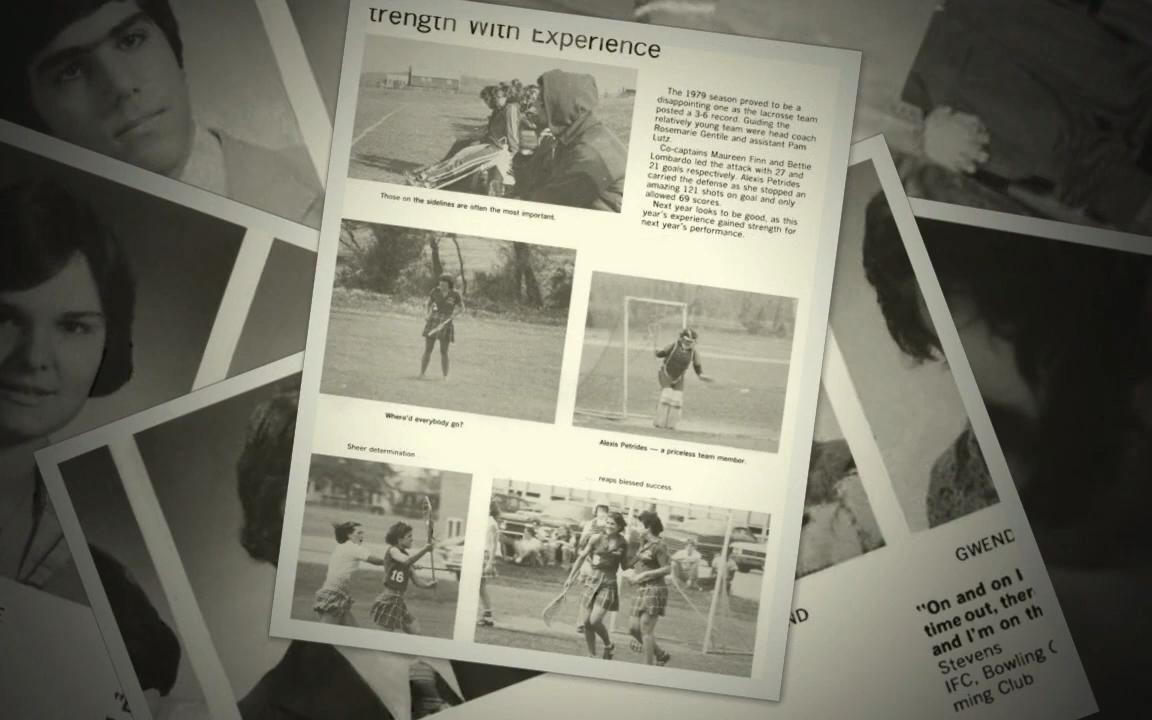 trength With Experience
The 1979 season proved to be a
disappointing one as the lacrosse team
posted a 3-6 record. Guiding the
relatively young team were head coach
Rosemarie Gentile and assistant Pam
Lutz.
Co-captains Maureen Finn and Bettie
Lombardo led the attack with 27 and
21 goals respectively. Alexis Petrides
carried the defense as she stopped an
amazing 121 shots on goal and only
allowed 69 scores.
Next year looks to be good, as this
year's experience gained strength for
next year's performance.
Those on the sidelines are often the most important.
Where'd everybody go?
Alexis Petrides — a priceless team member.
Sheer determination . . .
. . . reaps blessed success.
16
GWEND
ND
"On and on I
time out, ther
and I'm on th
Stevens
IFC, Bowling C
ming Club